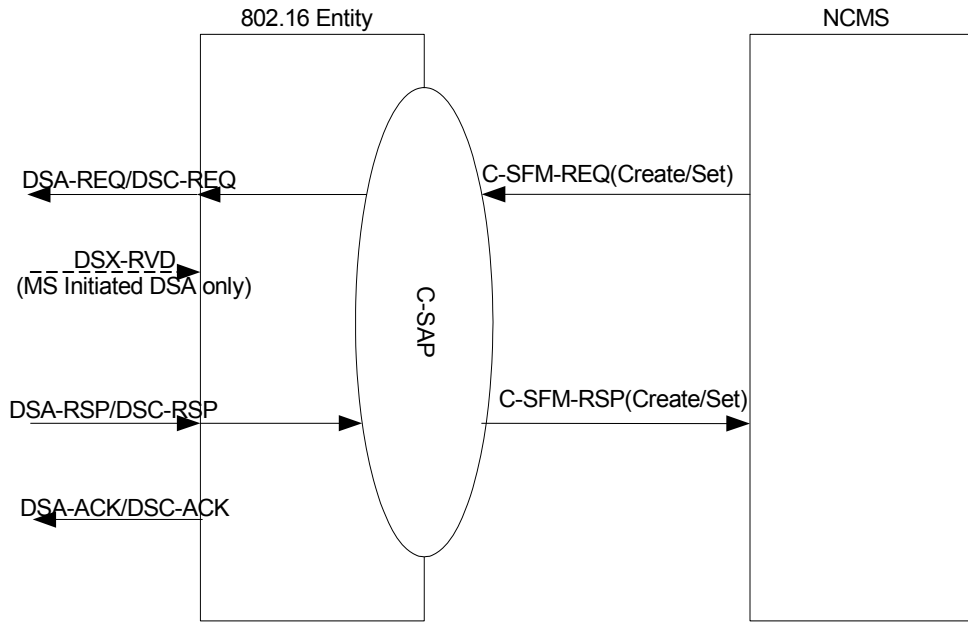 802.16 Entity
NCMS
DSA-REQ/DSC-REQ
C-SFM-REQ(Create/Set)
DSX-RVD
(MS Initiated DSA only)
C-SAP
DSA-RSP/DSC-RSP
C-SFM-RSP(Create/Set)
DSA-ACK/DSC-ACK